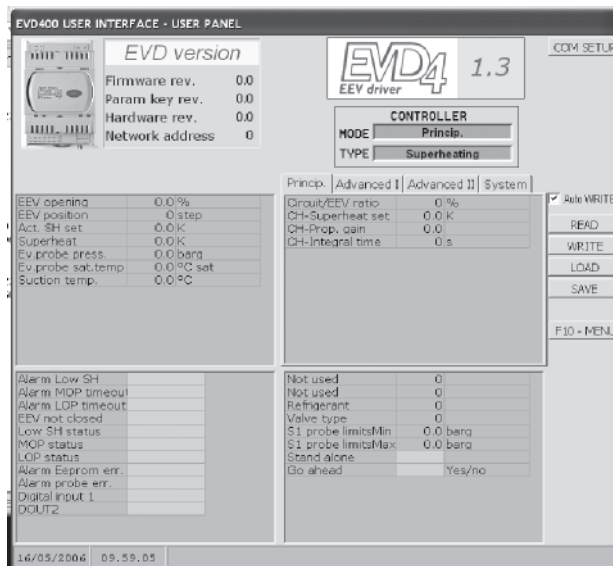 EVD400 USER INTERFACE - USER PANEL
EVD version
Firmware rev. 0.0
Param key rev. 0.0
Hardware rev. 0.0
Network address 0
EVD4
EEV driver
1.3
COM SETUP
CONTROLLER
MODE Princip.
TYPE Superheating
Princip. Advanced I Advanced II System
EEV opening 0.0 %
EEV position 0 step
Act. SH set 0.0 K
Superheat 0.0 K
Ev.probe press. 0.0 barg
Ev.probe sat.temp 0.0 °C sat
Suction temp. 0.0 °C
Circuit/EEV ratio 0 %
CH-Superheat set 0.0 K
CH-Prop. gain 0.0
CH-Integral time 0 s
Auto WRITE
READ
WRITE
LOAD
SAVE
F10 - MENU
Alarm Low SH
Alarm MOP timeout
Alarm LOP timeout
EEV not closed
Low SH status
MOP status
LOP status
Alarm Eeprom err.
Alarm probe err.
Digital input 1
DOUT2
Not used 0
Not used 0
Refrigerant 0
Valve type 0
S1 probe limitsMin 0.0 barg
S1 probe limitsMax 0.0 barg
Stand alone
Go ahead Yes/no
16/05/2006 09.59.05